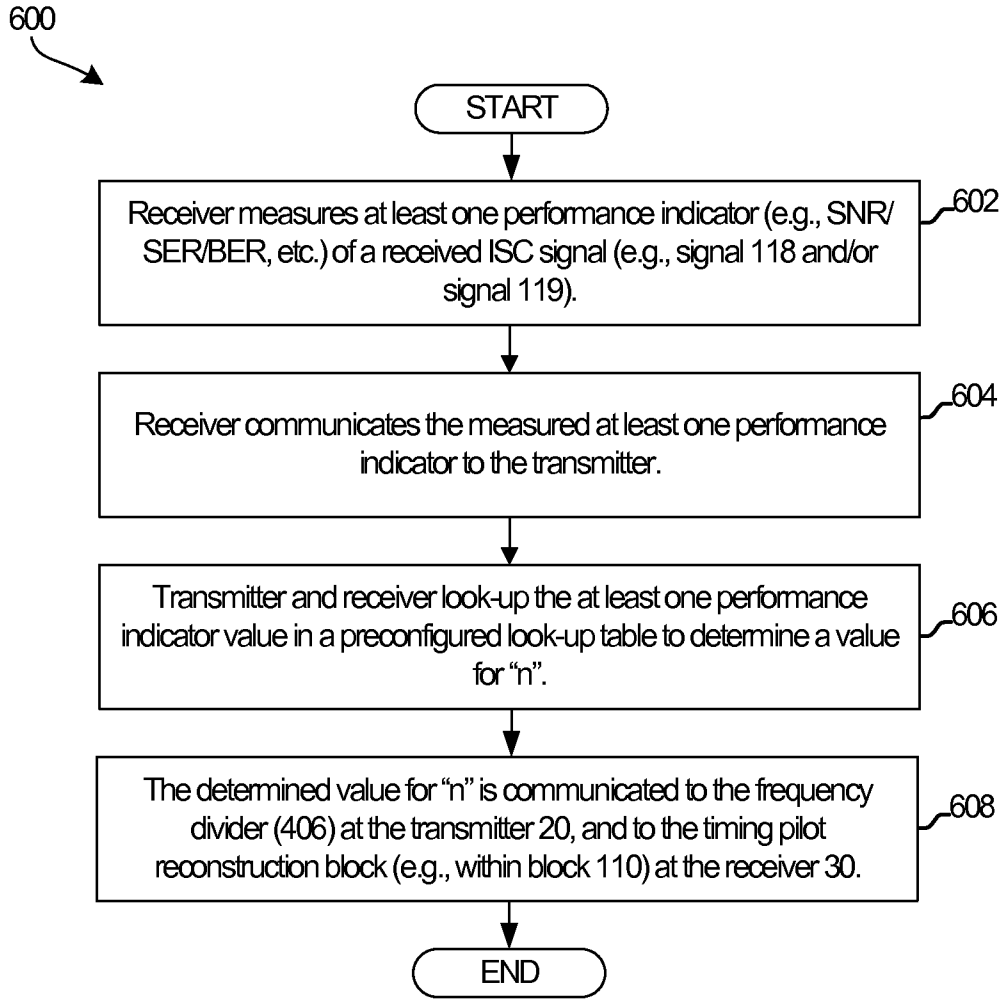 600
START
Receiver measures at least one performance indicator (e.g., SNR/
SER/BER, etc.) of a received ISC signal (e.g., signal 118 and/or
signal 119).
602
Receiver communicates the measured at least one performance
indicator to the transmitter.
604
Transmitter and receiver look-up the at least one performance
indicator value in a preconfigured look-up table to determine a value
for “n”.
606
The determined value for “n” is communicated to the frequency
divider (406) at the transmitter 20, and to the timing pilot
reconstruction block (e.g., within block 110) at the receiver 30.
608
END